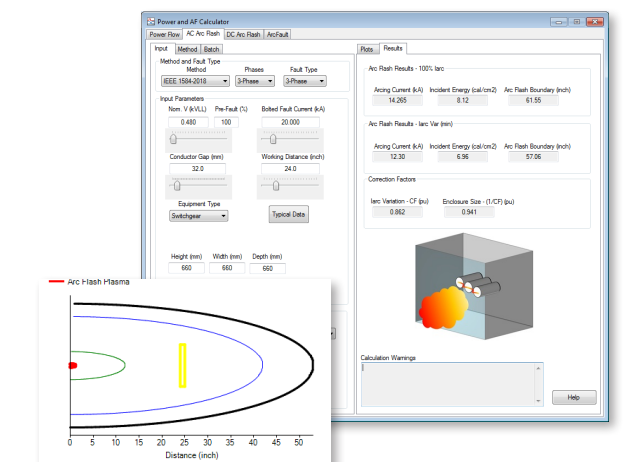 Power and AF Calculator
Power Flow AC Arc Flash DC Arc Flash ArcFault
Input Method Batch
Method and Fault Type
Method Phases Fault Type
IEEE 1584-2018 3-Phase 3-Phase
Input Parameters
Nom. V (kVLL) Pre-Fault (%) Bolted Fault Current (kA)
0.480 100 20.000
Conductor Gap (mm) Working Distance (inch)
32.0 24.0
Equipment Type
Switchgear Typical Data
Height (mm) Width (mm) Depth (mm)
660 660 660
Plots Results
Arc Flash Results - 100% Iarc
Arcing Current (kA) Incident Energy (cal/cm2) Arc Flash Boundary (inch)
14.265 8.12 61.55
Arc Flash Results - Iarc Var (min)
Arcing Current (kA) Incident Energy (cal/cm2) Arc Flash Boundary (inch)
12.30 6.96 57.06
Correction Factors
Iarc Variation - CF (pu) Enclosure Size - (1/CF) (pu)
0.862 0.941
Calculation Warnings
Help
Arc Flash Plasma
0 5 10 15 20 25 30 35 40 45 50
Distance (inch)